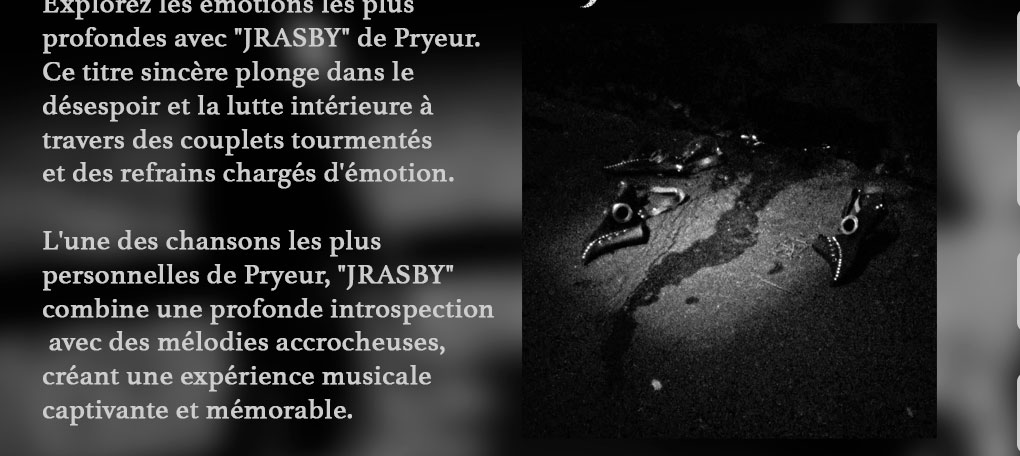 Explorez les émotions les plus
profondes avec "JRASBY" de Pryeur.
Ce titre sincère plonge dans le
désespoir et la lutte intérieure à
travers des couplets tourmentés
et des refrains chargés d'émotion.
L'une des chansons les plus
personnelles de Pryeur, "JRASBY"
combine une profonde introspection
avec des mélodies accrocheuses,
créant une expérience musicale
captivante et mémorable.